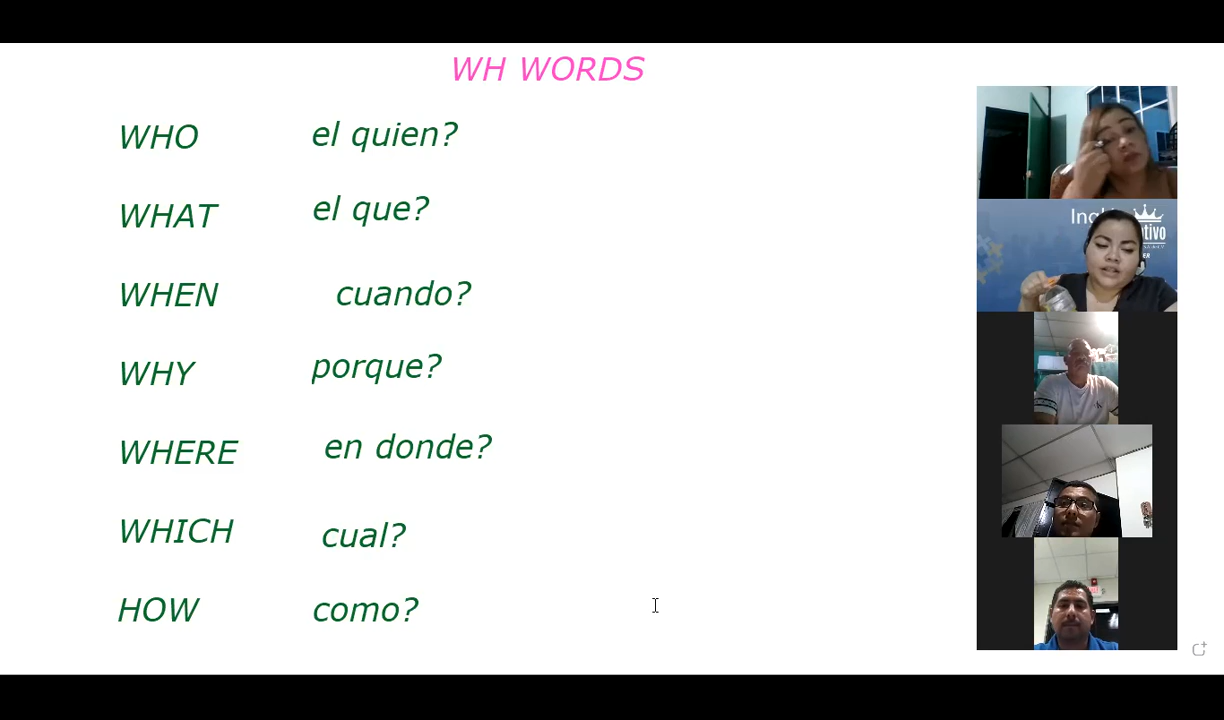 WH WORDS
WHO el quien?
WHAT el que?
WHEN cuando?
WHY porque?
WHERE en donde?
WHICH cual?
HOW como?